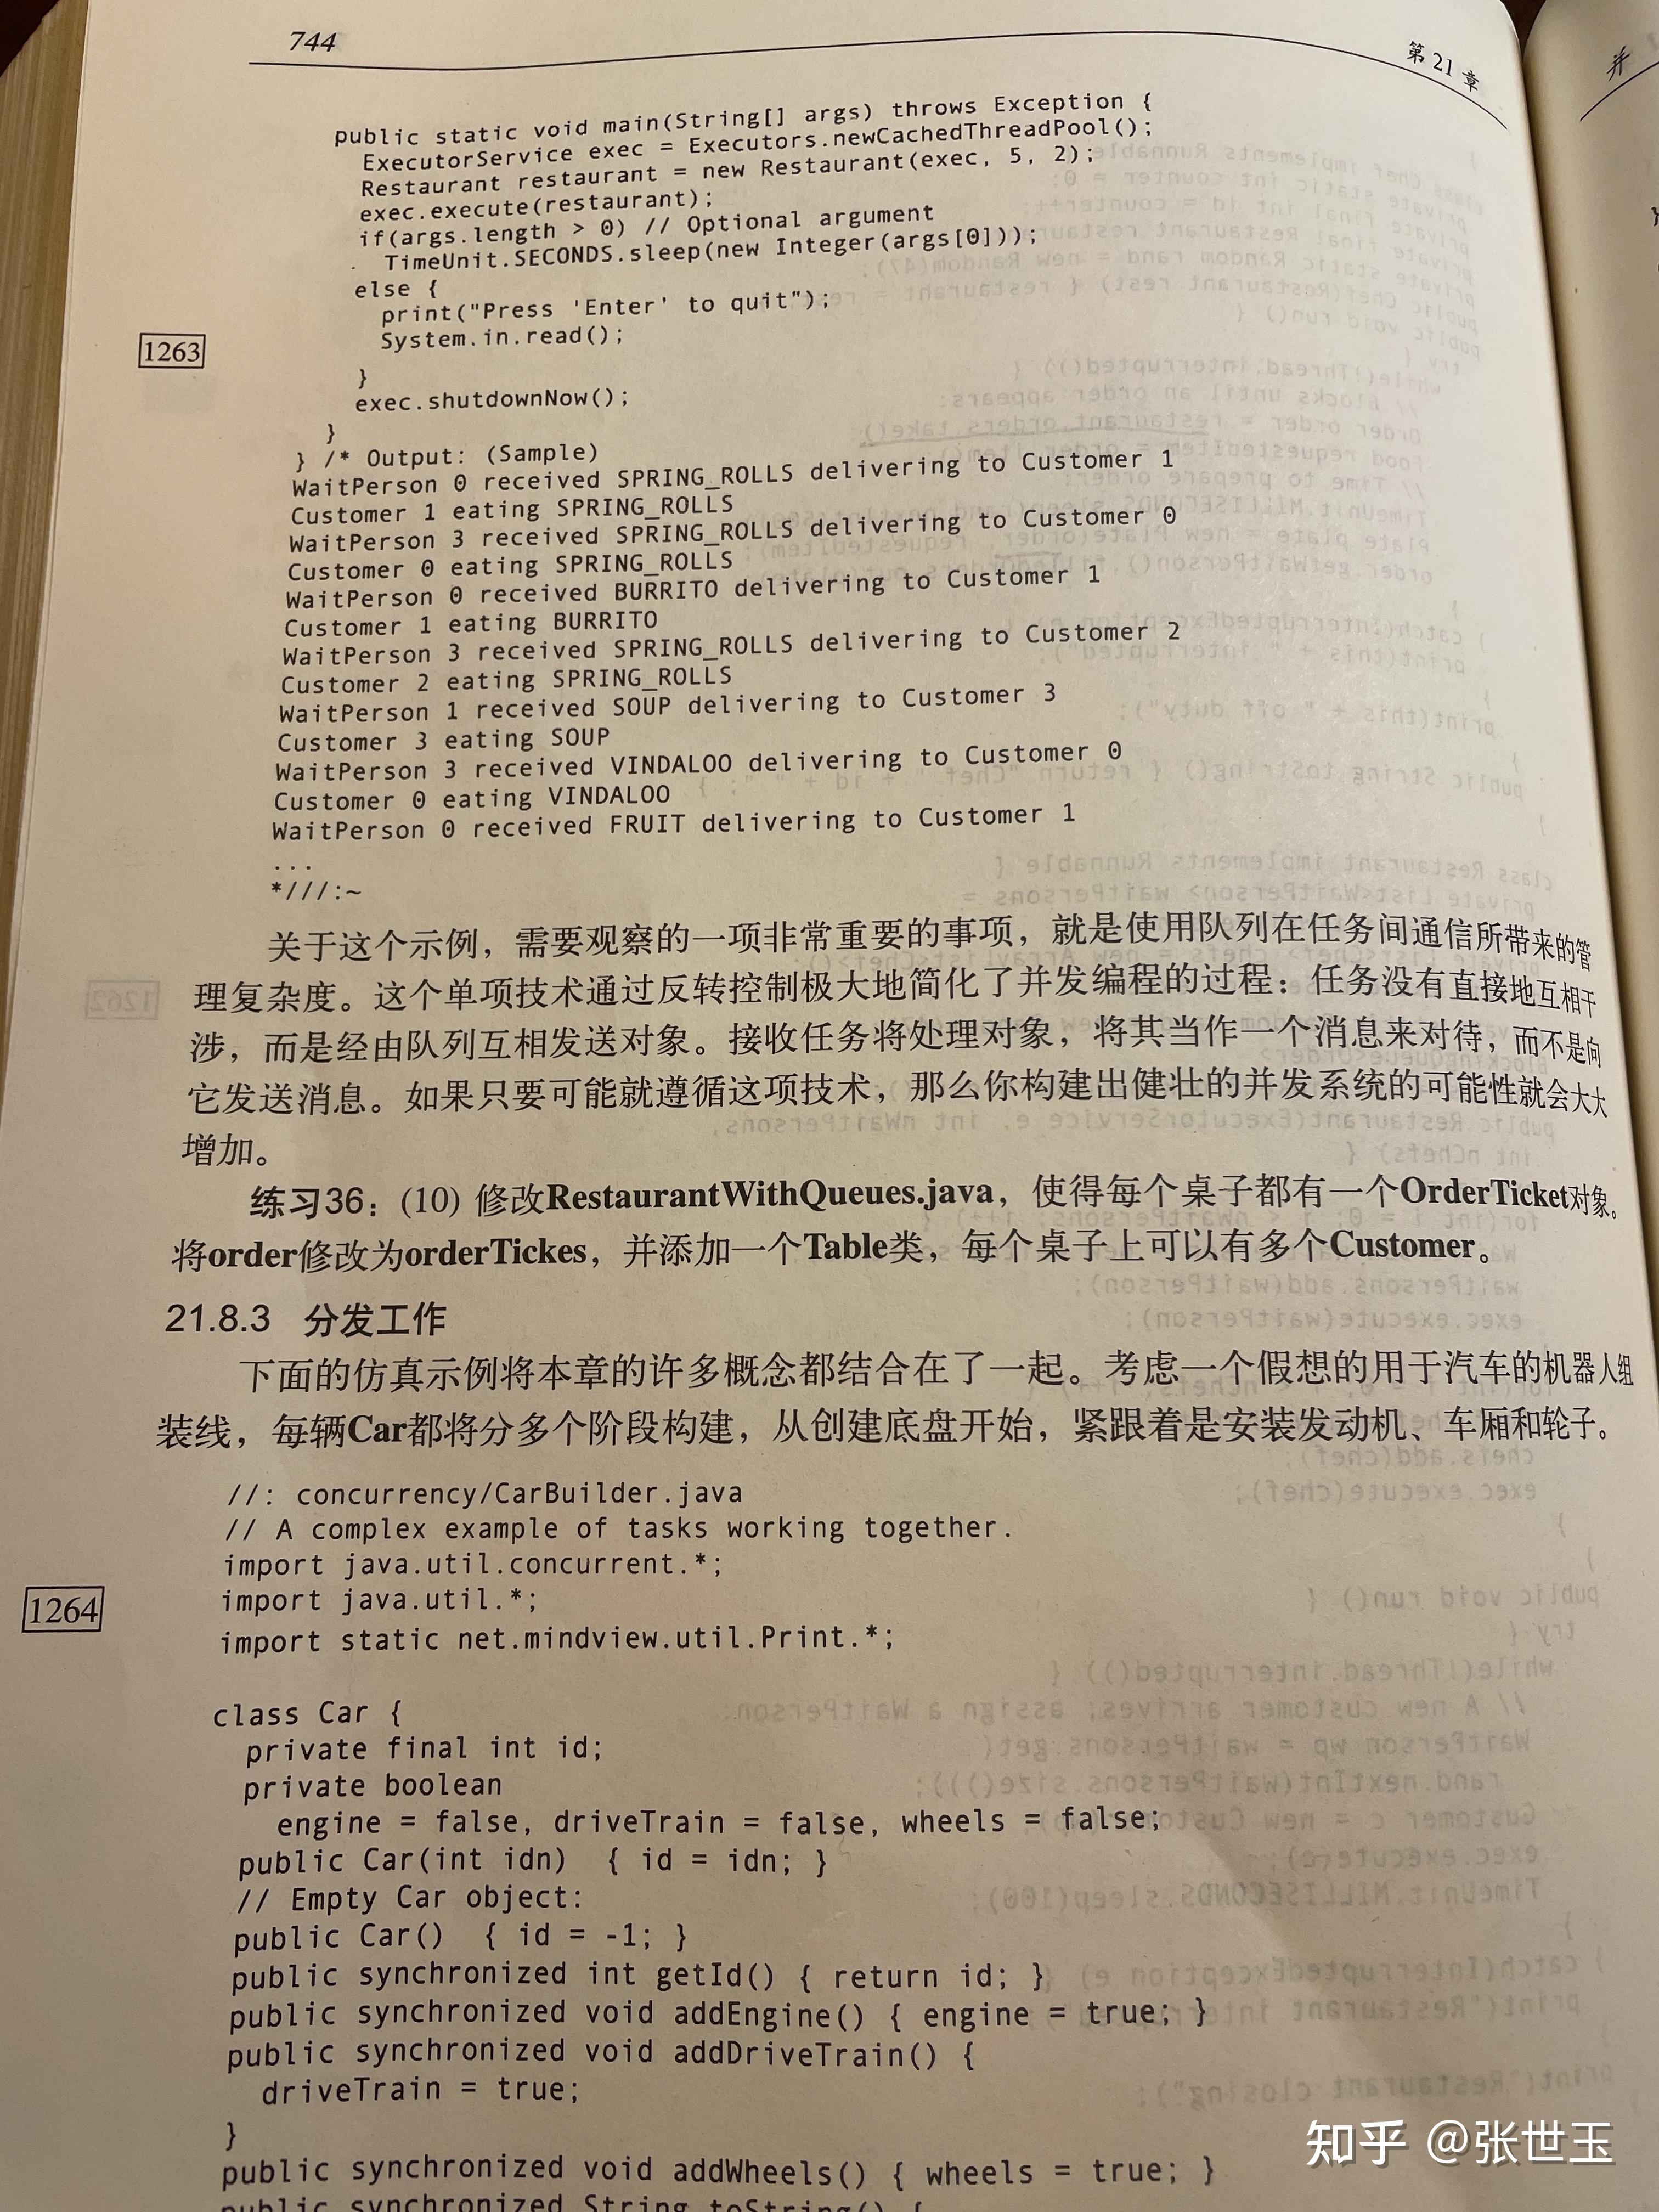 744
第21章
并
public static void main(String[] args) throws Exception {
ExecutorService exec = Executors.newCachedThreadPool();
Restaurant restaurant = new Restaurant(exec, 5, 2);
exec.execute(restaurant);
if(args.length > 0) // Optional argument
TimeUnit.SECONDS.sleep(new Integer(args[0]));
else {
print("Press 'Enter' to quit");
System.in.read();
1263
}
exec.shutdownNow();
}
} /* Output: (Sample)
WaitPerson 0 received SPRING_ROLLS delivering to Customer 1
Customer 1 eating SPRING_ROLLS
WaitPerson 3 received SPRING_ROLLS delivering to Customer 0
Customer 0 eating SPRING_ROLLS
WaitPerson 0 received BURRITO delivering to Customer 1
Customer 1 eating BURRITO
WaitPerson 3 received SPRING_ROLLS delivering to Customer 2
Customer 2 eating SPRING_ROLLS
WaitPerson 1 received SOUP delivering to Customer 3
Customer 3 eating SOUP
WaitPerson 3 received VINDALOO delivering to Customer 0
Customer 0 eating VINDALOO
WaitPerson 0 received FRUIT delivering to Customer 1
...
*///:~
关于这个示例，需要观察的一项非常重要的事项，就是使用队列在任务间通信所带来的管
理复杂度。这个单项技术通过反转控制极大地简化了并发编程的过程：任务没有直接地互相干
涉，而是经由队列互相发送对象。接收任务将处理对象，将其当作一个消息来对待，而不是向
它发送消息。如果只要可能就遵循这项技术，那么你构建出健壮的并发系统的可能性就会大大
增加。
练习36：(10) 修改RestaurantWithQueues.java，使得每个桌子都有一个OrderTicket对象。
将order修改为orderTickes，并添加一个Table类，每个桌子上可以有多个Customer。
21.8.3 分发工作
下面的仿真示例将本章的许多概念都结合在了一起。考虑一个假想的用于汽车的机器人组
装线，每辆Car都将分多个阶段构建，从创建底盘开始，紧跟着是安装发动机、车厢和轮子。
//: concurrency/CarBuilder.java
// A complex example of tasks working together.
import java.util.concurrent.*;
import java.util.*;
1264
import static net.mindview.util.Print.*;
class Car {
private final int id;
private boolean
engine = false, driveTrain = false, wheels = false;
public Car(int idn) { id = idn; }
// Empty Car object:
public Car() { id = -1; }
public synchronized int getId() { return id; }
public synchronized void addEngine() { engine = true; }
public synchronized void addDriveTrain() {
driveTrain = true;
}
public synchronized void addWheels() { wheels = true; }
public synchronized String toString() {
知乎 @张世玉